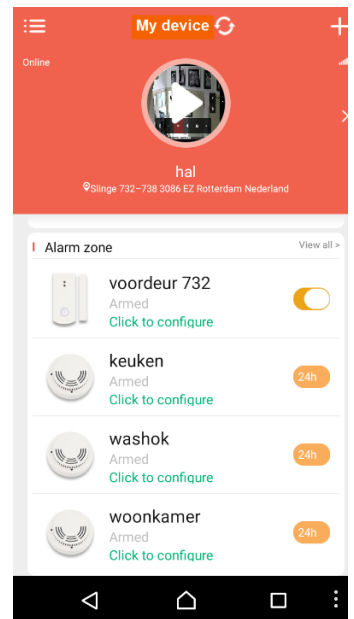 My device
Online
hal
Slinge 732–738 3086 EZ Rotterdam Nederland
Alarm zone
View all >
voordeur 732
Armed
Click to configure
keuken
Armed
Click to configure
24h
washok
Armed
Click to configure
24h
woonkamer
Armed
Click to configure
24h